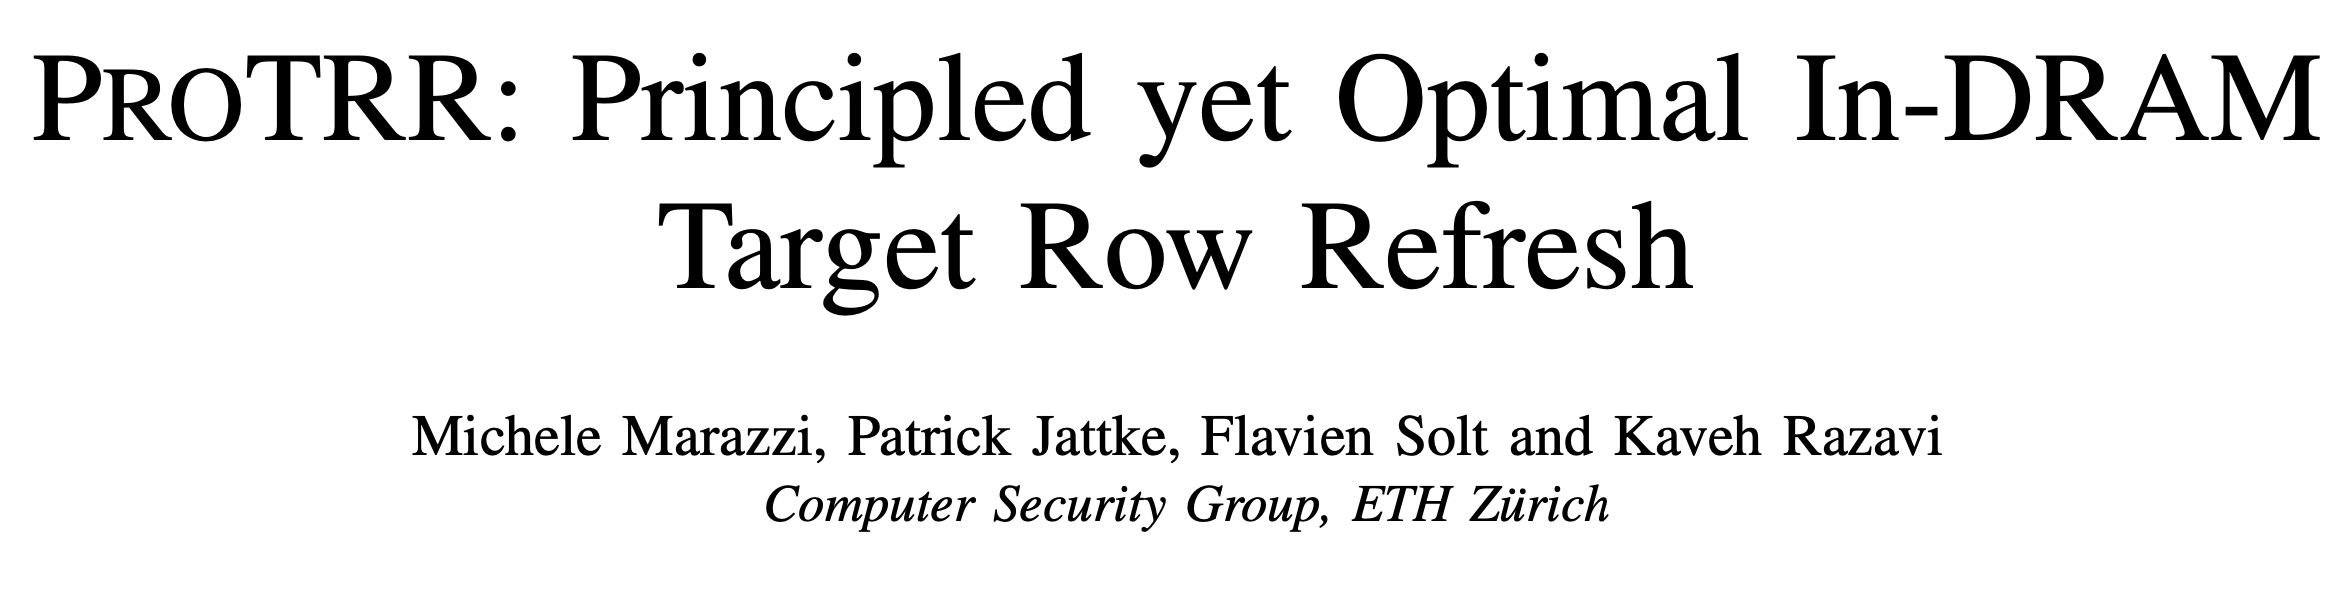 PROTRR: Principled yet Optimal In-DRAM
Target Row Refresh
Michele Marazzi, Patrick Jattke, Flavien Solt and Kaveh Razavi
Computer Security Group, ETH Zürich